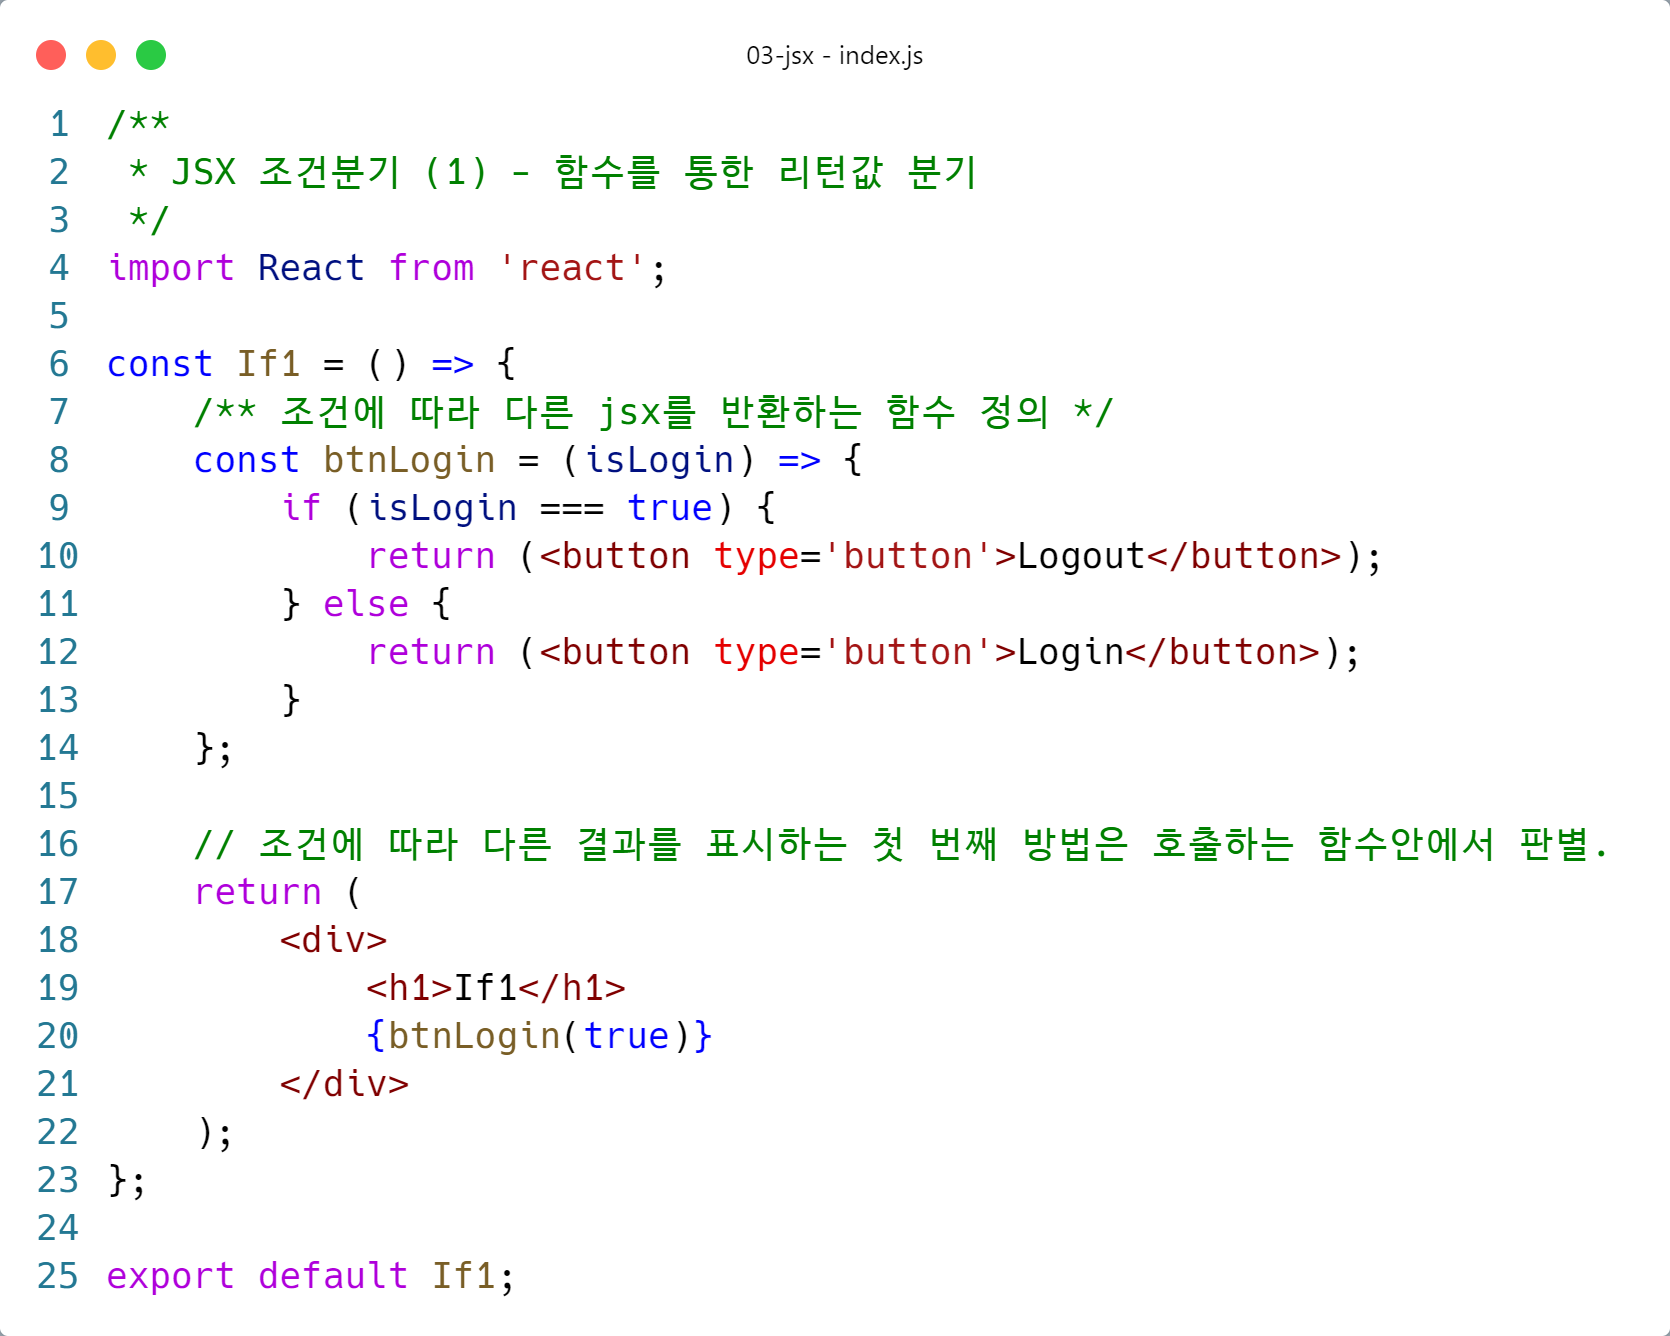 03-jsx - index.js
1 /**
2  * JSX 조건분기 (1) - 함수를 통한 리턴값 분기
3  */
4 import React from 'react';
5
6 const If1 = () => {
7     /** 조건에 따라 다른 jsx를 반환하는 함수 정의 */
8     const btnLogin = (isLogin) => {
9         if (isLogin === true) {
10             return (<button type='button'>Logout</button>);
11         } else {
12             return (<button type='button'>Login</button>);
13         }
14     };
15
16     // 조건에 따라 다른 결과를 표시하는 첫 번째 방법은 호출하는 함수안에서 판별.
17     return (
18         <div>
19             <h1>If1</h1>
20             {btnLogin(true)}
21         </div>
22     );
23 };
24
25 export default If1;